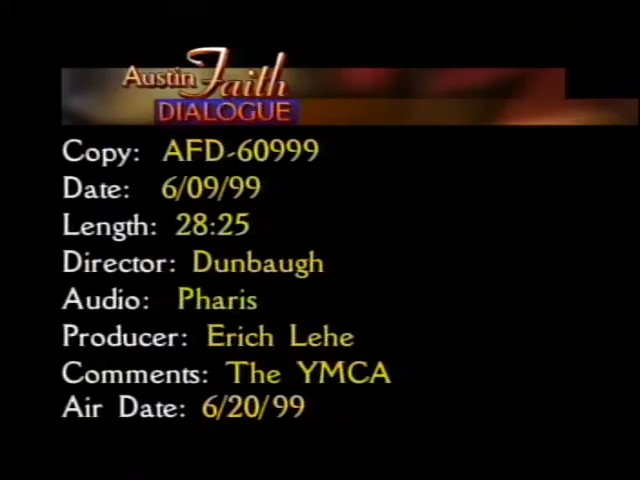 Austin Faith
DIALOGUE
Copy: AFD-60999
Date: 6/09/99
Length: 28:25
Director: Dunbaugh
Audio: Pharis
Producer: Erich Lehe
Comments: The YMCA
Air Date: 6/20/99